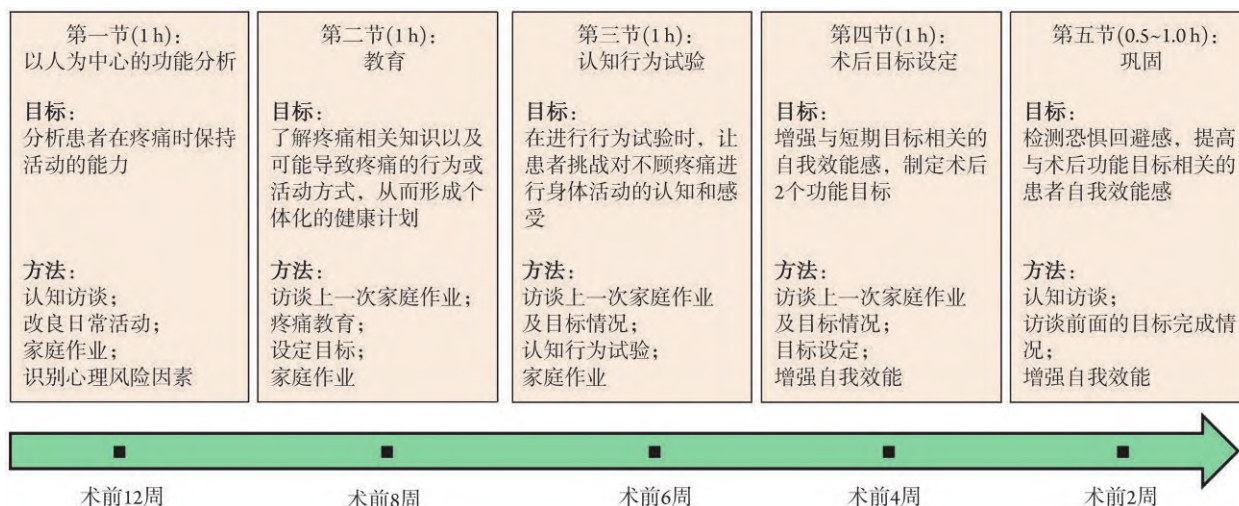 第一节(1 h)：
以人为中心的功能分析
目标：
分析患者在疼痛时保持
活动的能力
方法：
认知访谈；
改良日常活动；
家庭作业；
识别心理风险因素
第二节(1 h)：
教育
目标：
了解疼痛相关知识以及
可能导致疼痛的行为或
活动方式，从而形成个
体化的健康计划
方法：
访谈上一次家庭作业；
疼痛教育；
设定目标；
家庭作业
第三节(1 h)：
认知行为试验
目标：
在进行行为试验时，让
患者挑战对不顾疼痛进
行身体活动的认知和感
受
方法：
访谈上一次家庭作业
及目标情况；
认知行为试验；
家庭作业
第四节(1 h)：
术后目标设定
目标：
增强与短期目标相关的
自我效能感，制定术后
2个功能目标
方法：
访谈上一次家庭作业
及目标情况；
目标设定；
增强自我效能
第五节(0.5~1.0 h)：
巩固
目标：
检测恐惧回避感，提高
与术后功能目标相关的
患者自我效能感
方法：
认知访谈；
访谈前面的目标完成情
况；
增强自我效能
术前12周
术前8周
术前6周
术前4周
术前2周